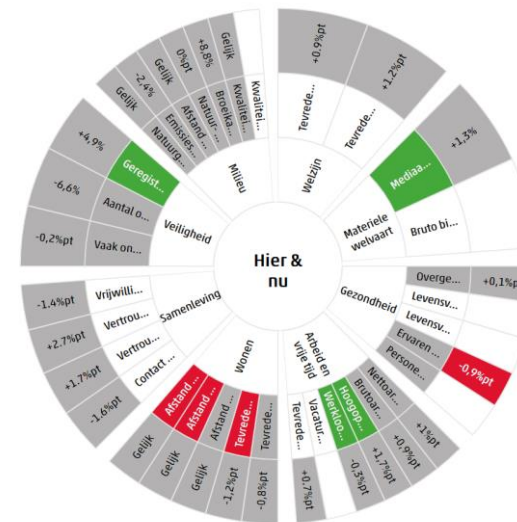 Hier &
nu
Welzijn
Tevrede...
+0.9%pt
Tevrede...
+1.2%pt
Materiele
welvaart
Mediaa...
+1,3%
Bruto bi...
Gezondheid
Overge...
+0,1%pt
Levensv...
Levensv...
Ervaren ...
-0,9%pt
Persone...
Arbeid en
vrije tijd
Nettoar...
+1%pt
Brutoar...
+0,9%pt
Hoogop...
+1,7%pt
Werkloo...
-0,3%pt
Vacatur...
Tevrede...
+0.7%pt
Wonen
Tevrede...
-0,8%pt
Tevrede...
-1,2%pt
Afstand ...
Gelijk
Afstand ...
Gelijk
Afstand ...
Gelijk
Samenleving
Contact ...
-1.6%pt
Vertrou...
+1.7%pt
Vertrou...
+2.7%pt
Vrijwilli...
-1.4%pt
Veiligheid
Vaak on...
-0,2%pt
Aantal o...
-6,6%
Geregist...
+4,9%
Milieu
Natuurg...
Gelijk
Emissies...
-2,4%
Afstand ...
Gelijk
Natuur-...
0%pt
Broeika...
+8,8%
Kwalitei...
Gelijk
Kwalitei...